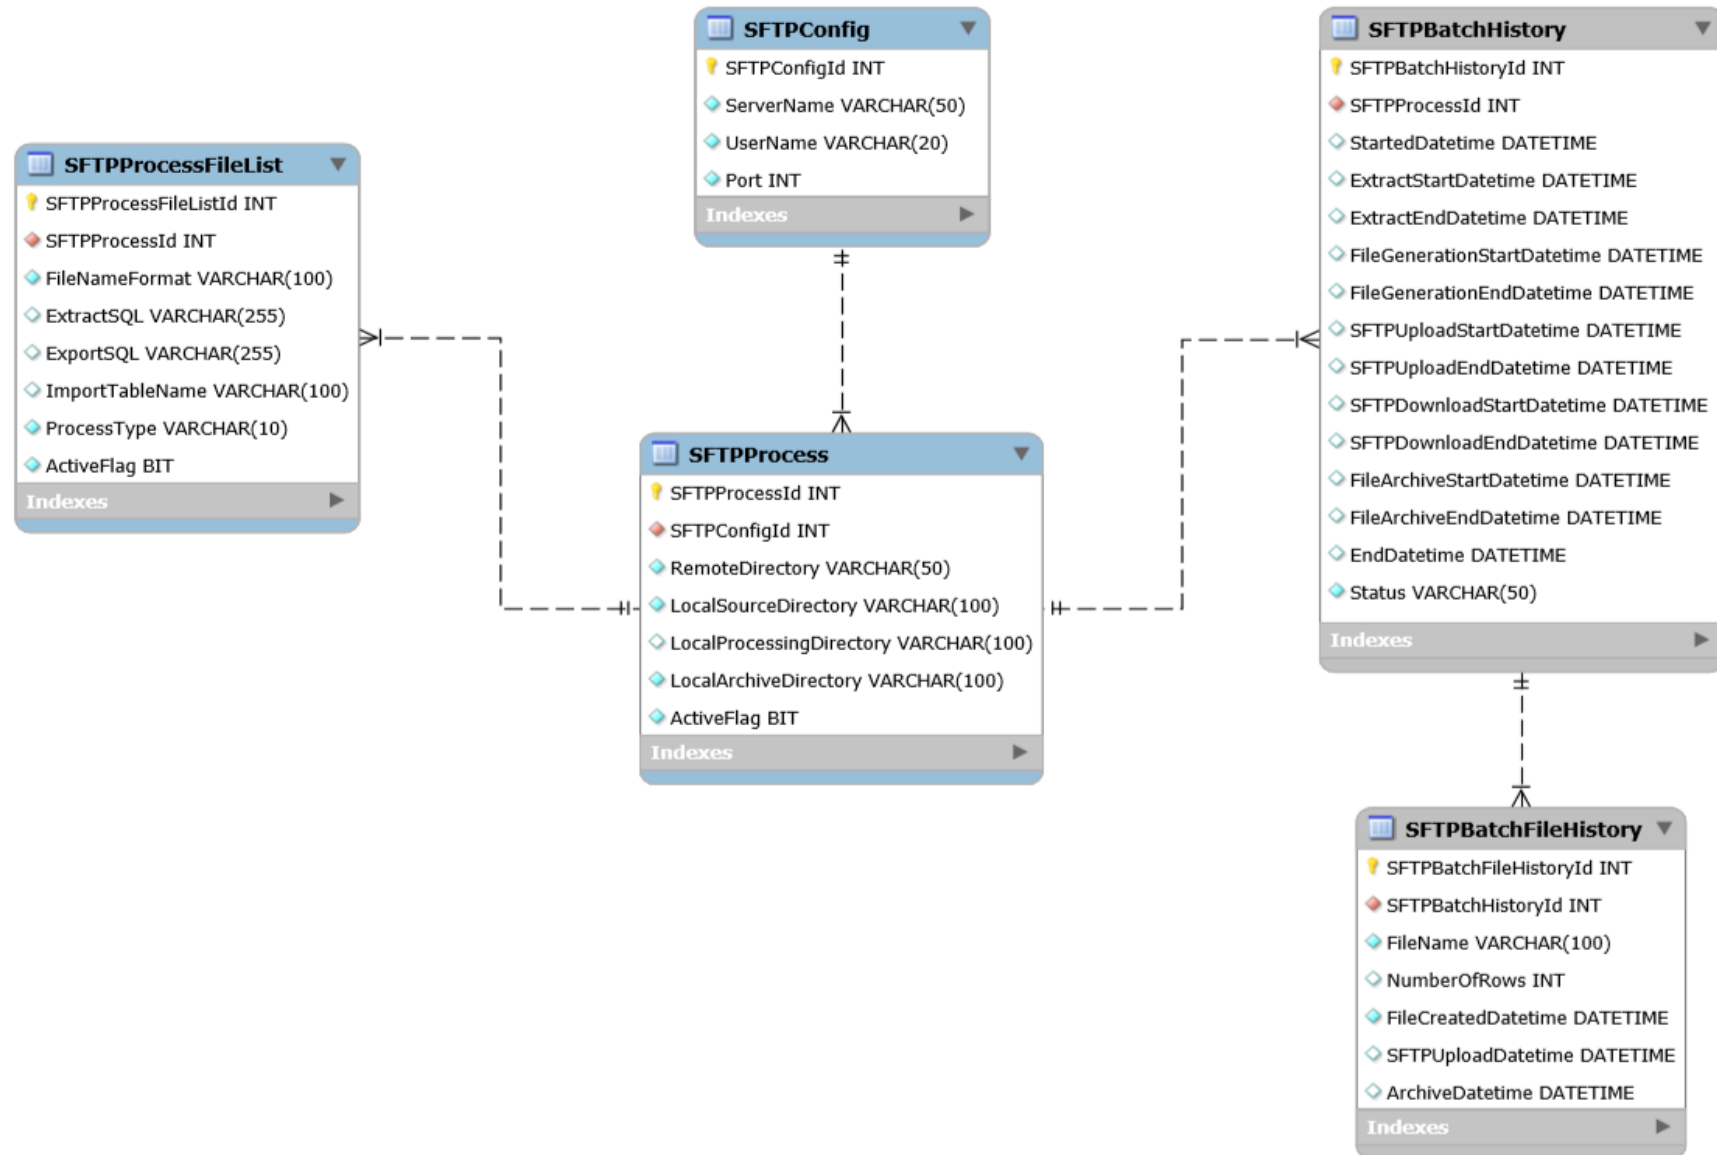 SFTPConfig
SFTPConfigId INT
ServerName VARCHAR(50)
UserName VARCHAR(20)
Port INT
Indexes
SFTPBatchHistory
SFTPBatchHistoryId INT
SFTPProcessId INT
StartedDatetime DATETIME
ExtractStartDatetime DATETIME
ExtractEndDatetime DATETIME
FileGenerationStartDatetime DATETIME
FileGenerationEndDatetime DATETIME
SFTPUploadStartDatetime DATETIME
SFTPUploadEndDatetime DATETIME
SFTPDownloadStartDatetime DATETIME
SFTPDownloadEndDatetime DATETIME
FileArchiveStartDatetime DATETIME
FileArchiveEndDatetime DATETIME
EndDatetime DATETIME
Status VARCHAR(50)
Indexes
SFTPProcessFileList
SFTPProcessFileListId INT
SFTPProcessId INT
FileNameFormat VARCHAR(100)
ExtractSQL VARCHAR(255)
ExportSQL VARCHAR(255)
ImportTableName VARCHAR(100)
ProcessType VARCHAR(10)
ActiveFlag BIT
Indexes
SFTPProcess
SFTPProcessId INT
SFTPConfigId INT
RemoteDirectory VARCHAR(50)
LocalSourceDirectory VARCHAR(100)
LocalProcessingDirectory VARCHAR(100)
LocalArchiveDirectory VARCHAR(100)
ActiveFlag BIT
Indexes
SFTPBatchFileHistory
SFTPBatchFileHistoryId INT
SFTPBatchHistoryId INT
FileName VARCHAR(100)
NumberOfRows INT
FileCreatedDatetime DATETIME
SFTPUploadDatetime DATETIME
ArchiveDatetime DATETIME
Indexes